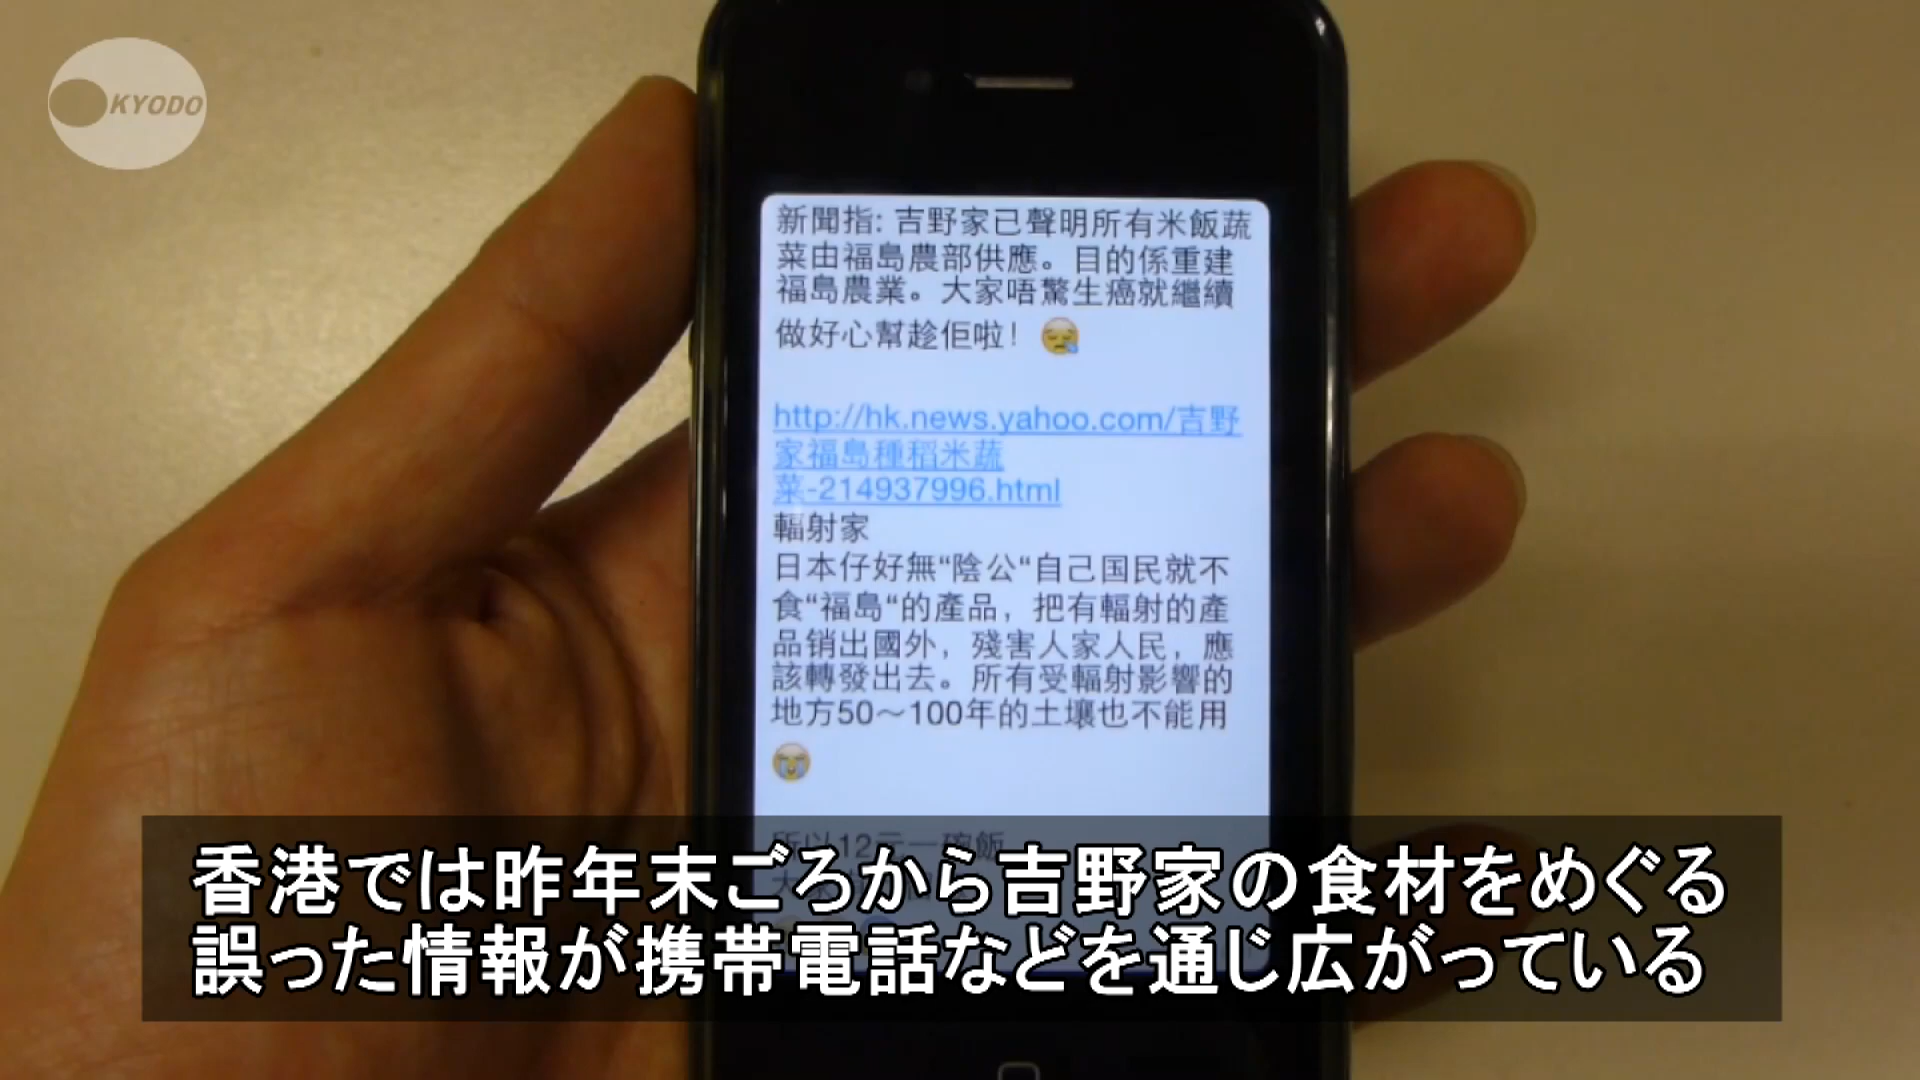 KYODO
新聞指: 吉野家已聲明所有米飯蔬
菜由福島農部供應。目的係重建
福島農業。大家唔驚生癌就繼續
做好心幫趁佢啦！
http://hk.news.yahoo.com/吉野
家福島種稻米蔬
菜-214937996.html
輻射家
日本仔好無“陰公“自己国民就不
食“福島“的產品，把有輻射的產
品销出國外，殘害人家人民，應
該轉發出去。所有受輻射影響的
地方50～100年的土壤也不能用
所以12元一碗飯
香港では昨年末ごろから吉野家の食材をめぐる
誤った情報が携帯電話などを通じ広がっている